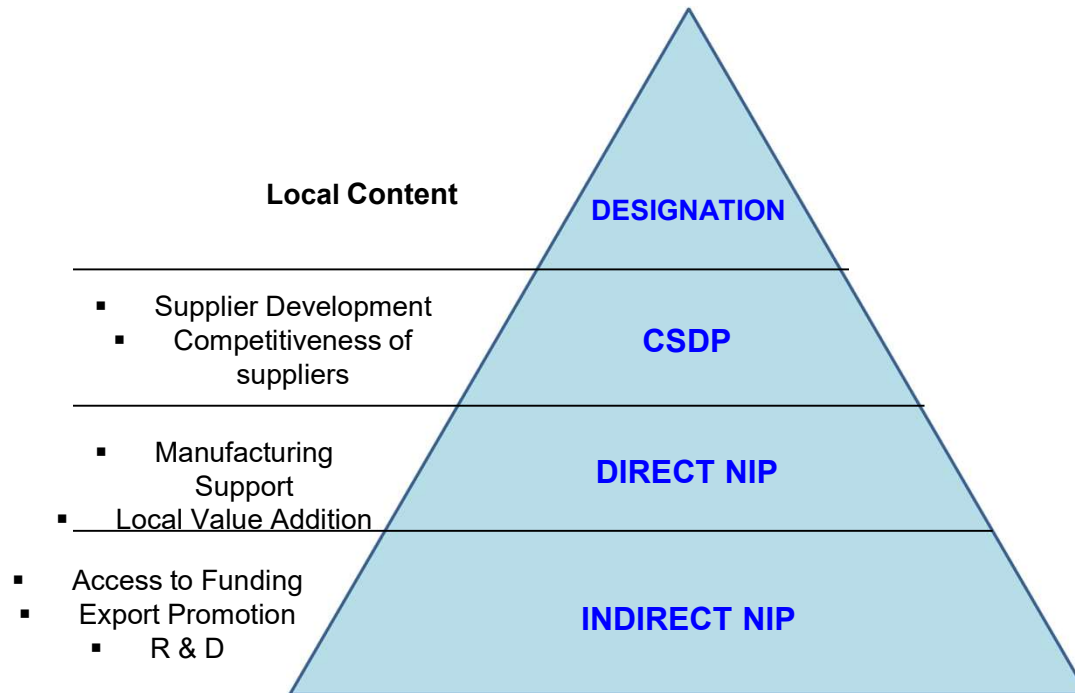 Local Content
DESIGNATION
▪ Supplier Development
▪ Competitiveness of
suppliers
CSDP
▪ Manufacturing
Support
▪ Local Value Addition
DIRECT NIP
▪ Access to Funding
▪ Export Promotion
▪ R & D
INDIRECT NIP